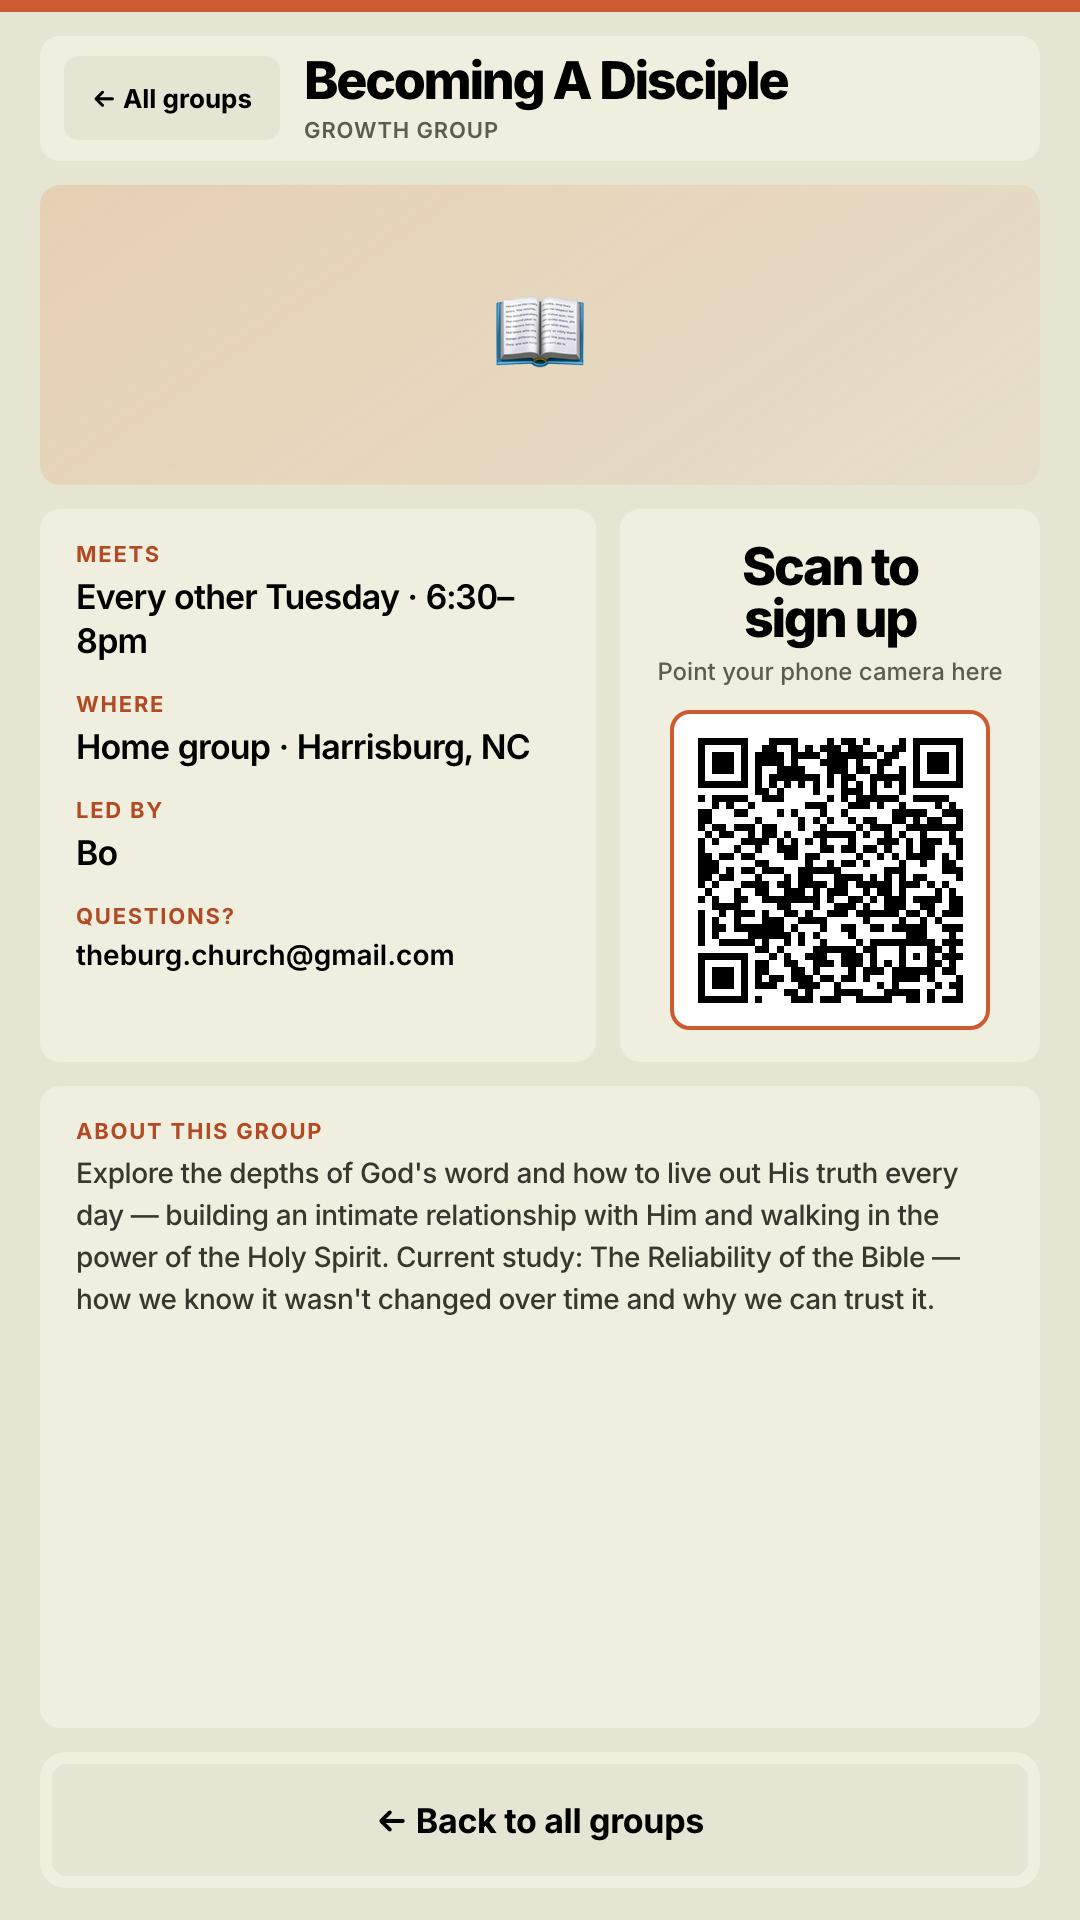 ← All groups
Becoming A Disciple
GROWTH GROUP
MEETS
Every other Tuesday · 6:30–
8pm
WHERE
Home group · Harrisburg, NC
LED BY
Bo
QUESTIONS?
theburg.church@gmail.com
Scan to
sign up
Point your phone camera here
ABOUT THIS GROUP
Explore the depths of God's word and how to live out His truth every
day — building an intimate relationship with Him and walking in the
power of the Holy Spirit. Current study: The Reliability of the Bible —
how we know it wasn't changed over time and why we can trust it.
← Back to all groups